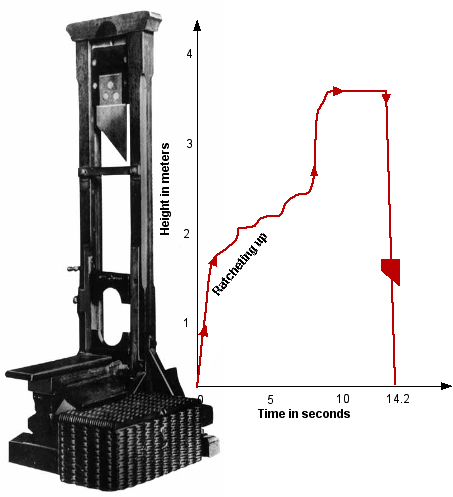 4
3
2
1
Height in meters
Ratcheting up
0
5
10
14.2
Time in seconds